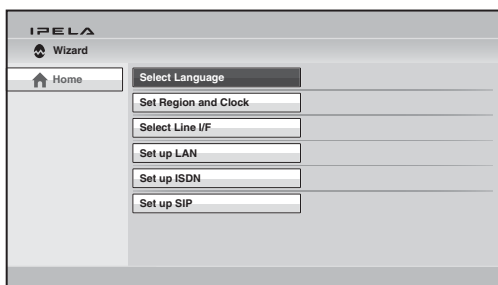 IPELA
Wizard
Home
Select Language
Set Region and Clock
Select Line I/F
Set up LAN
Set up ISDN
Set up SIP